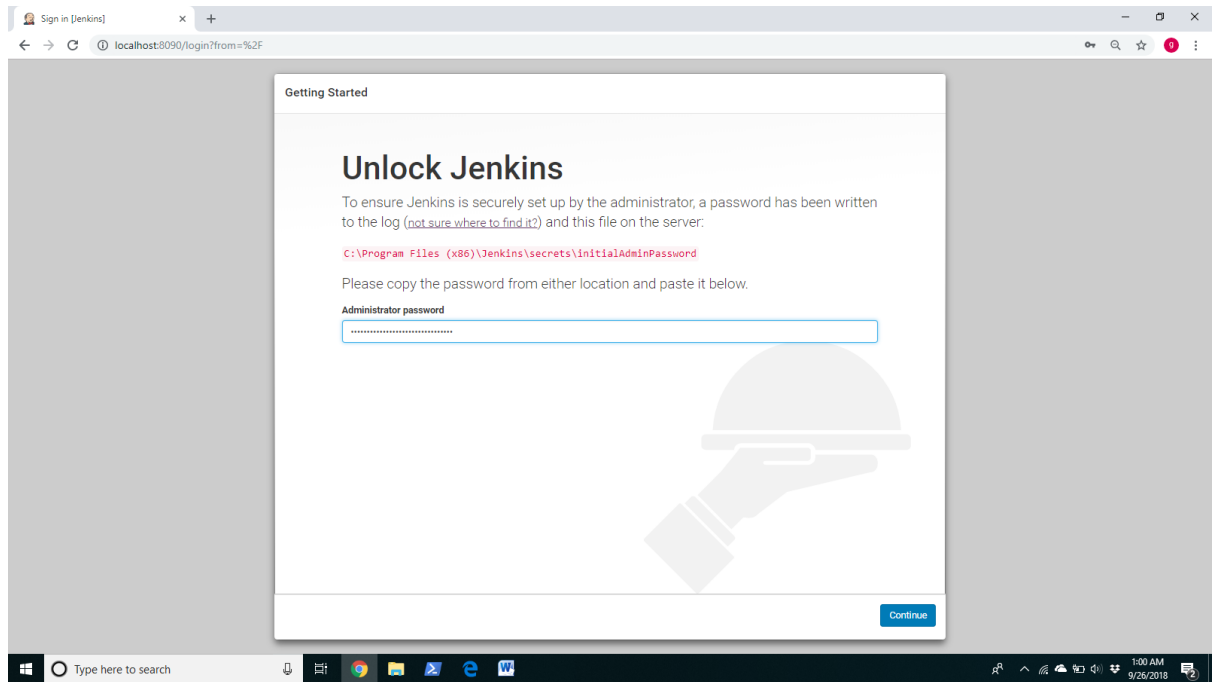 Sign in [Jenkins]
localhost:8090/login?from=%2F
g
Getting Started
Unlock Jenkins
To ensure Jenkins is securely set up by the administrator, a password has been written
to the log (not sure where to find it?) and this file on the server:
C:\Program Files (x86)\Jenkins\secrets\initialAdminPassword
Please copy the password from either location and paste it below.
Administrator password
Continue
Type here to search
1:00 AM
9/26/2018
2